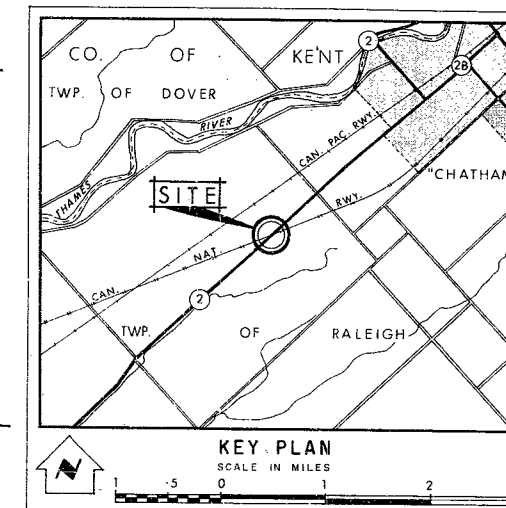 CO. OF KENT
TWP. OF DOVER
2
2B
RIVER
THAMES
CAN. PAC. RWY.
"CHATHAM
SITE
CAN. NAT. RWY.
2
TWP. OF RALEIGH
N
KEY PLAN
SCALE IN MILES
1 .5 0 1 2